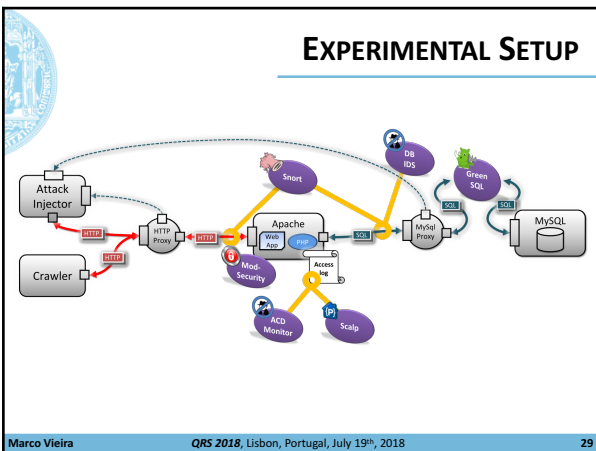 EXPERIMENTAL SETUP
DB
IDS
Snort
Green
SQL
Attack
Injector
HTTP
HTTP
Proxy
HTTP
Apache
Web
App
PHP
SQL
MySql
Proxy
SQL
SQL
MySQL
HTTP
Crawler
Mod-
Security
Access
log
ACD
Monitor
{P}
Scalp
Marco Vieira
QRS 2018, Lisbon, Portugal, July 19th, 2018
29